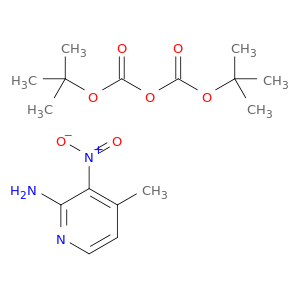 CH₃ O O CH₃
H₃C CH₃
H₃C O O O CH₃
O⁻ O
N⁺
H₂N CH₃
N